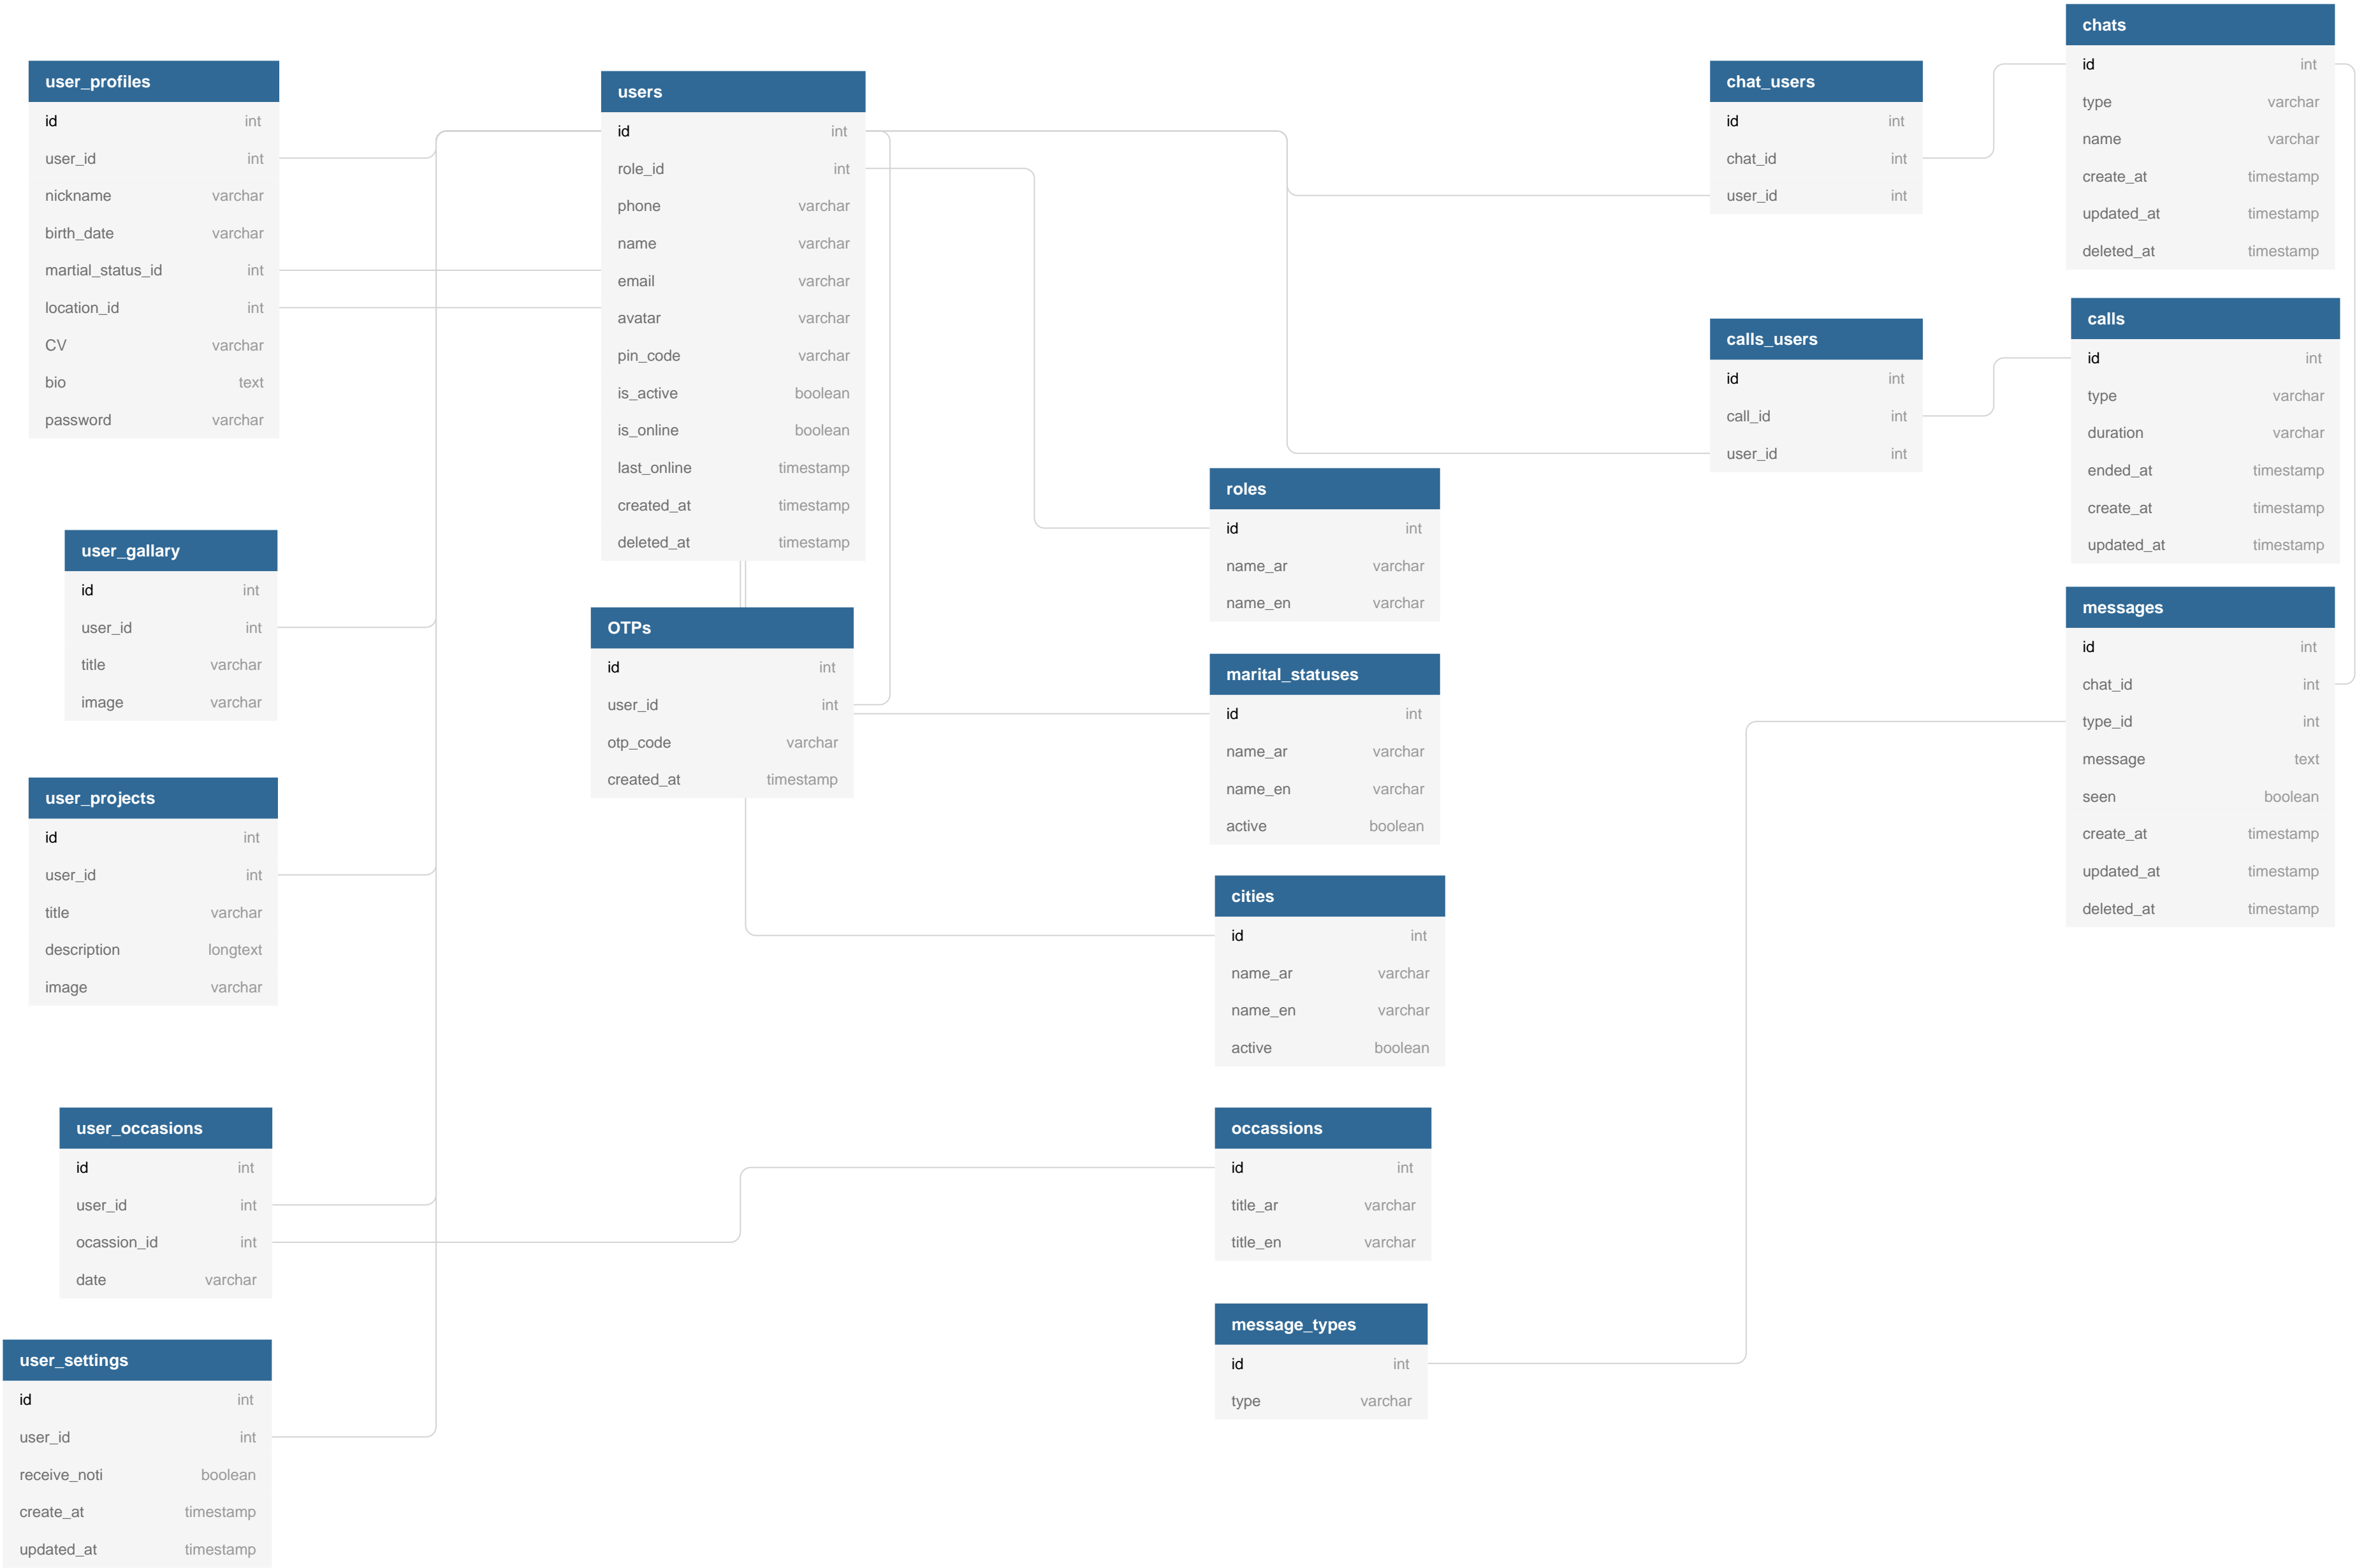 user_profiles
id int
user_id int
nickname varchar
birth_date varchar
martial_status_id int
location_id int
CV varchar
bio text
password varchar
user_gallary
id int
user_id int
title varchar
image varchar
user_projects
id int
user_id int
title varchar
description longtext
image varchar
user_occasions
id int
user_id int
ocassion_id int
date varchar
user_settings
id int
user_id int
receive_noti boolean
create_at timestamp
updated_at timestamp
users
id int
role_id int
phone varchar
name varchar
email varchar
avatar varchar
pin_code varchar
is_active boolean
is_online boolean
last_online timestamp
created_at timestamp
deleted_at timestamp
OTPs
id int
user_id int
otp_code varchar
created_at timestamp
roles
id int
name_ar varchar
name_en varchar
marital_statuses
id int
name_ar varchar
name_en varchar
active boolean
cities
id int
name_ar varchar
name_en varchar
active boolean
occassions
id int
title_ar varchar
title_en varchar
message_types
id int
type varchar
chat_users
id int
chat_id int
user_id int
calls_users
id int
call_id int
user_id int
chats
id int
type varchar
name varchar
create_at timestamp
updated_at timestamp
deleted_at timestamp
calls
id int
type varchar
duration varchar
ended_at timestamp
create_at timestamp
updated_at timestamp
messages
id int
chat_id int
type_id int
message text
seen boolean
create_at timestamp
updated_at timestamp
deleted_at timestamp